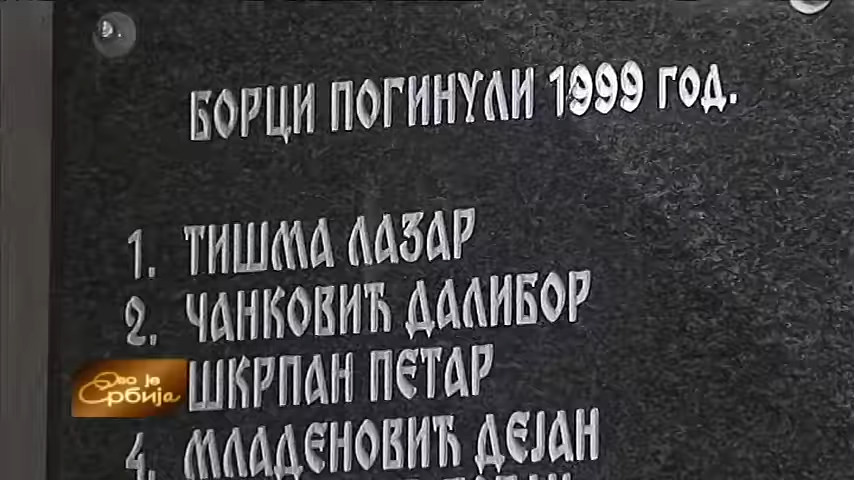 БОРЦИ ПОГИНУЛИ 1999 ГОД.
1. ТИШМА ЛАЗАР
2. ЧАНКОВИЋ ДАЛИБОР
ШКРПАН ПЕТАР
Ово је
Србија
4. МЛАДЕНОВИЋ ДЕЈАН